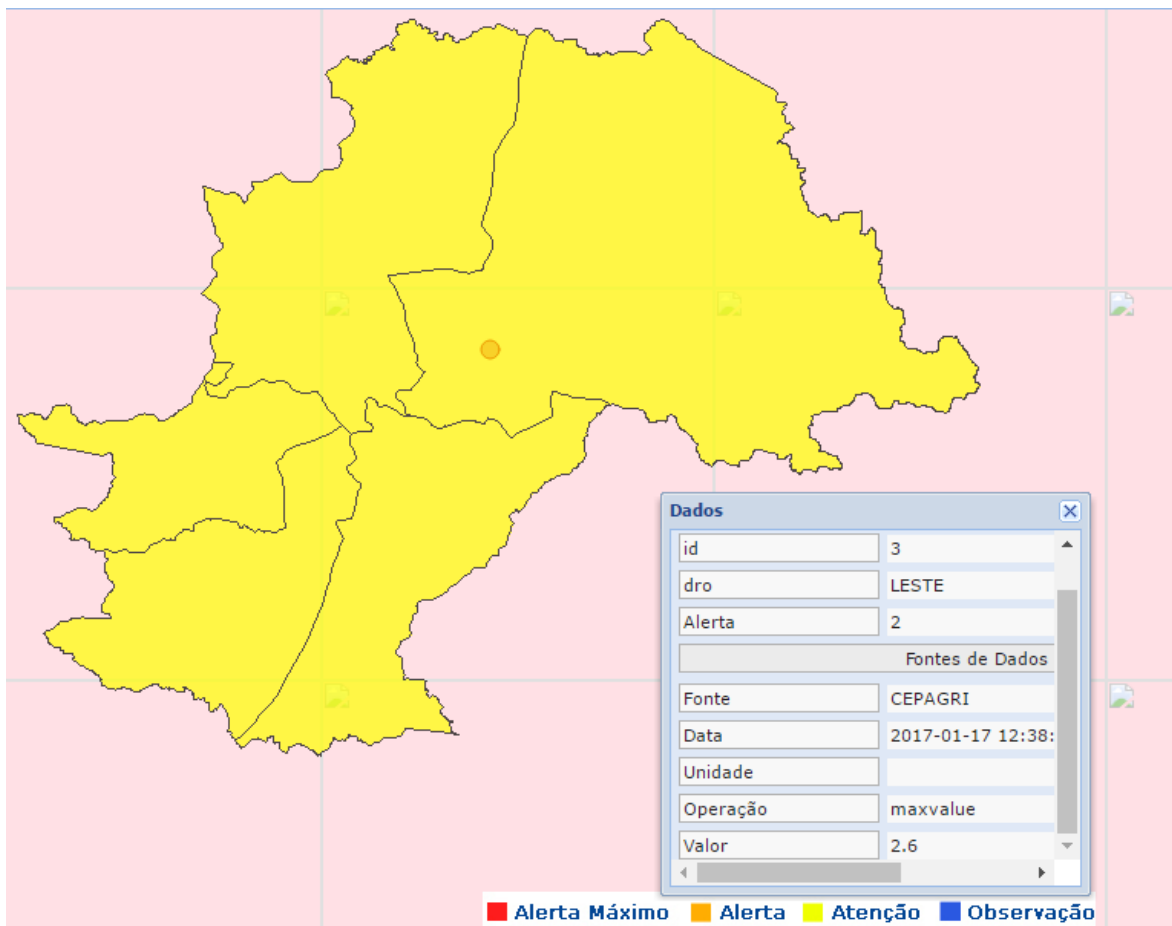 Dados
id 3
dro LESTE
Alerta 2
Fontes de Dados
Fonte CEPAGRI
Data 2017-01-17 12:38:
Unidade
Operação maxvalue
Valor 2.6
Alerta Máximo Alerta Atenção Observação